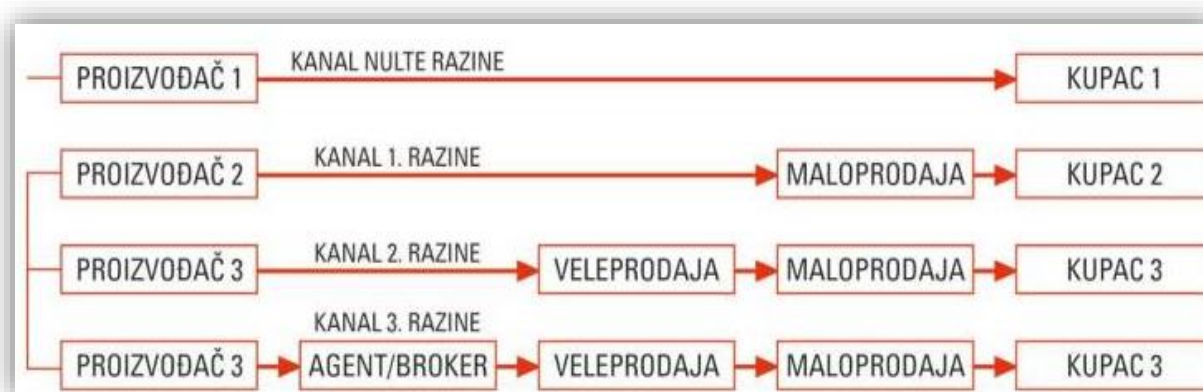 KANAL NULTE RAZINE
PROIZVOĐAČ 1 KUPAC 1
KANAL 1. RAZINE
PROIZVOĐAČ 2 MALOPRODAJA KUPAC 2
KANAL 2. RAZINE
PROIZVOĐAČ 3 VELEPRODAJA MALOPRODAJA KUPAC 3
KANAL 3. RAZINE
PROIZVOĐAČ 3 AGENT/BROKER VELEPRODAJA MALOPRODAJA KUPAC 3